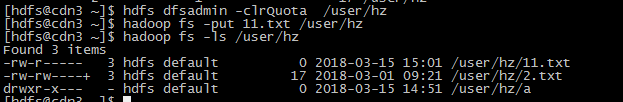 [hdfs@cdn3 ~]$ hdfs dfsadmin -clrQuota  /user/hz
[hdfs@cdn3 ~]$ hadoop fs -put 11.txt /user/hz
[hdfs@cdn3 ~]$ hadoop fs -ls /user/hz
Found 3 items
-rw-r-----   3 hdfs default          0 2018-03-15 15:01 /user/hz/11.txt
-rw-rw----+  3 hdfs default         17 2018-03-01 09:21 /user/hz/2.txt
drwxr-x---   - hdfs default          0 2018-03-15 14:51 /user/hz/a
[hdfs@cdn3 ~]$